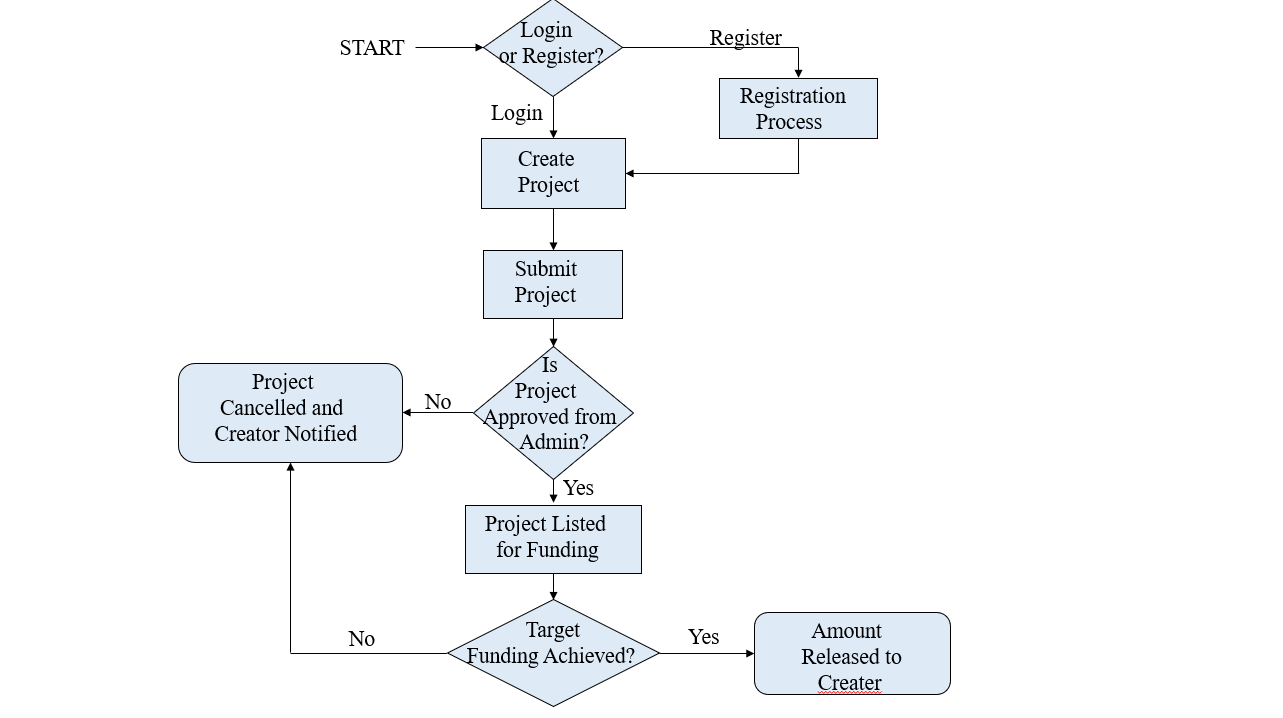 START
Login
or Register?
Register
Registration
Process
Login
Create
Project
Submit
Project
Is
Project
Approved from
Admin?
No
Project
Cancelled and
Creator Notified
Yes
Project Listed
for Funding
Target
Funding Achieved?
No
Yes
Amount
Released to
Creater